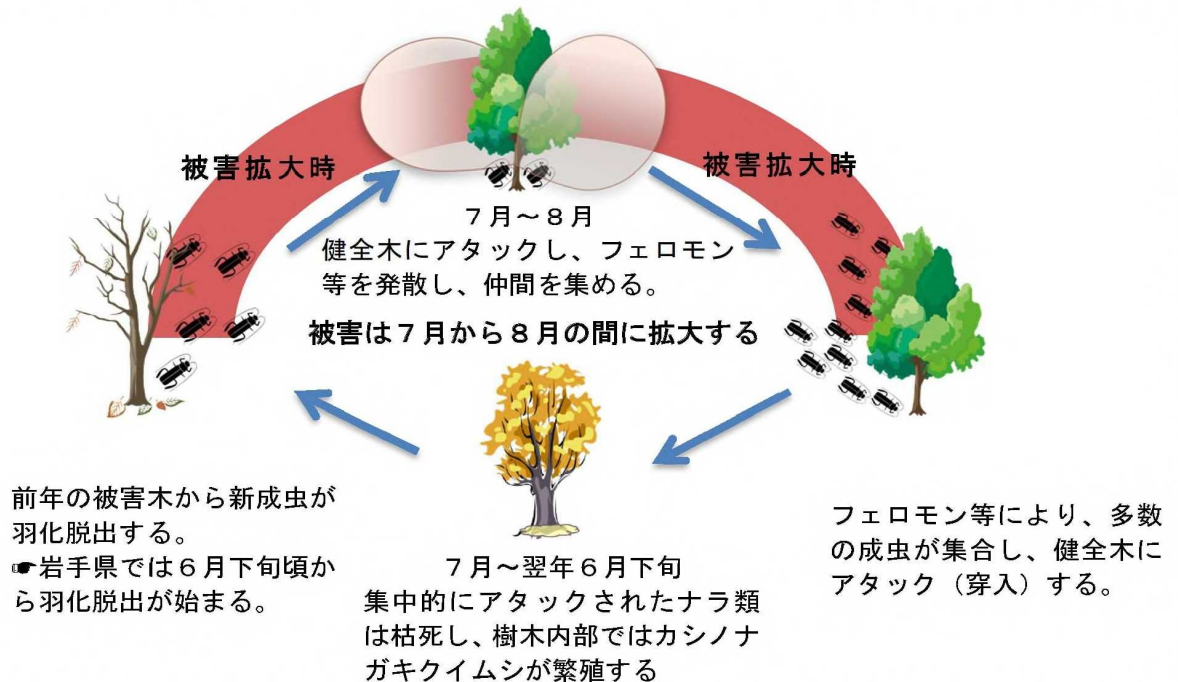 被害拡大時
被害拡大時
7月~8月
健全木にアタックし、フェロモン
等を発散し、仲間を集める。
被害は7月から8月の間に拡大する
前年の被害木から新成虫が
羽化脱出する。
☛岩手県では6月下旬頃か
ら羽化脱出が始まる。
7月~翌年6月下旬
集中的にアタックされたナラ類
は枯死し、樹木内部ではカシノナ
ガキクイムシが繁殖する
フェロモン等により、多数
の成虫が集合し、健全木に
アタック(穿入)する。